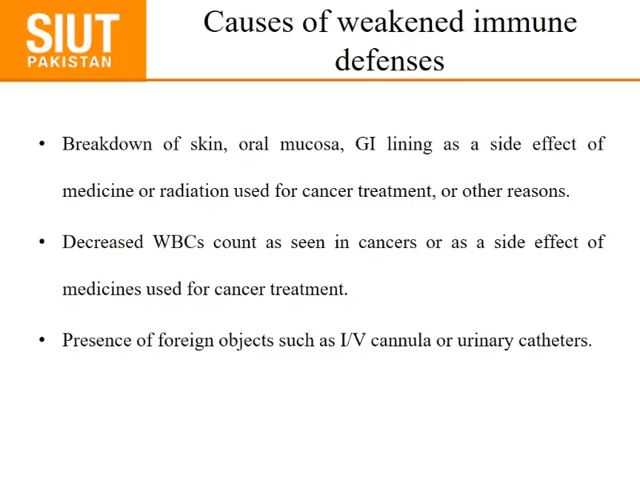 SIUT
PAKISTAN
Causes of weakened immune
defenses
• Breakdown of skin, oral mucosa, GI lining as a side effect of
medicine or radiation used for cancer treatment, or other reasons.
• Decreased WBCs count as seen in cancers or as a side effect of
medicines used for cancer treatment.
• Presence of foreign objects such as I/V cannula or urinary catheters.